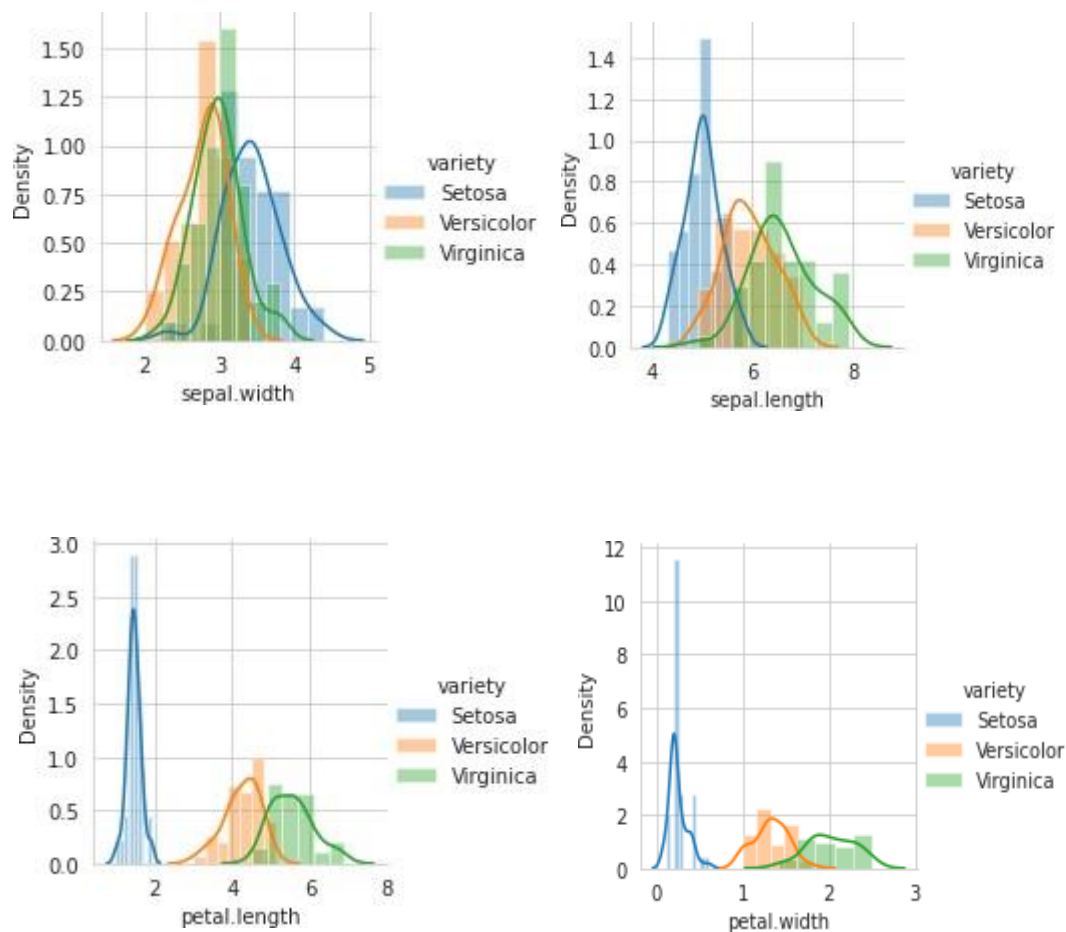 1.50
1.25
1.00
0.75
0.50
0.25
0.00
Density
2 3 4 5
sepal.width
variety
Setosa
Versicolor
Virginica
1.4
1.2
1.0
0.8
0.6
0.4
0.2
0.0
Density
4 6 8
sepal.length
variety
Setosa
Versicolor
Virginica
3.0
2.5
2.0
1.5
1.0
0.5
0.0
Density
2 4 6 8
petal.length
variety
Setosa
Versicolor
Virginica
12
10
8
6
4
2
0
Density
0 1 2 3
petal.width
variety
Setosa
Versicolor
Virginica